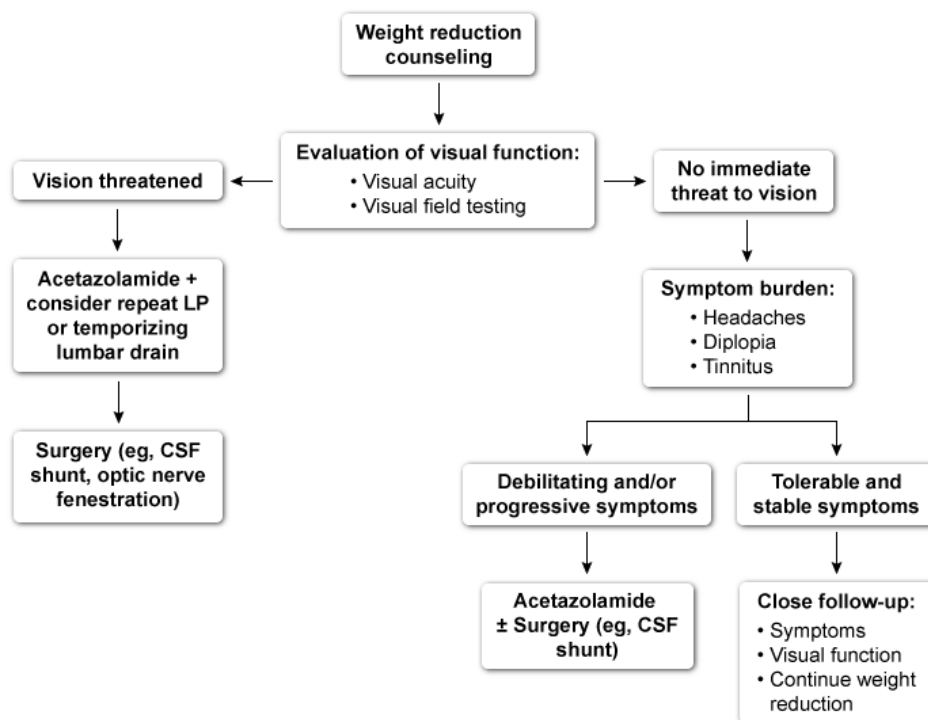 Weight reduction
counseling
Evaluation of visual function:
• Visual acuity
• Visual field testing
Vision threatened
No immediate
threat to vision
Acetazolamide +
consider repeat LP
or temporizing
lumbar drain
Symptom burden:
• Headaches
• Diplopia
• Tinnitus
Surgery (eg, CSF
shunt, optic nerve
fenestration)
Debilitating and/or
progressive symptoms
Tolerable and
stable symptoms
Acetazolamide
± Surgery (eg, CSF
shunt)
Close follow-up:
• Symptoms
• Visual function
• Continue weight
reduction